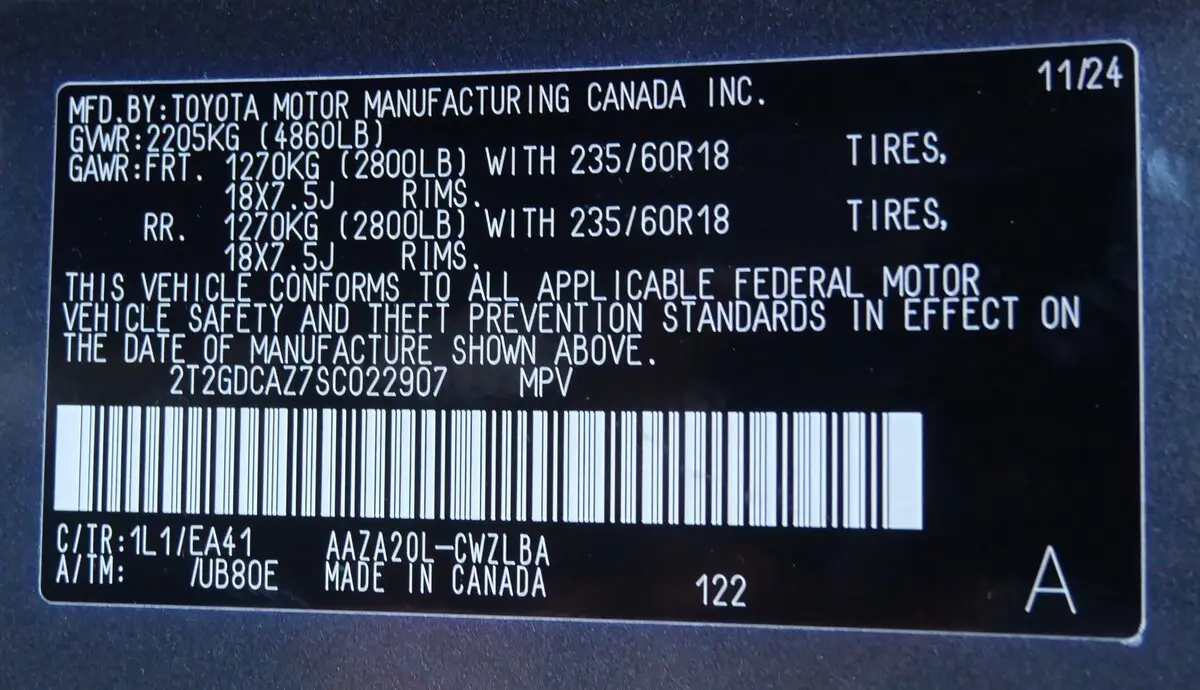 11/24
MFD.BY:TOYOTA MOTOR MANUFACTURING CANADA INC.
GVWR:2205KG (4860LB)
GAWR:FRT. 1270KG (2800LB) WITH 235/60R18 TIRES,
18X7.5J RIMS.
RR. 1270KG (2800LB) WITH 235/60R18 TIRES,
18X7.5J RIMS.
THIS VEHICLE CONFORMS TO ALL APPLICABLE FEDERAL MOTOR
VEHICLE SAFETY AND THEFT PREVENTION STANDARDS IN EFFECT ON
THE DATE OF MANUFACTURE SHOWN ABOVE.
2T2GDCAZ7SC022907 MPV
C/TR:1L1/EA41 AAZA20L-CWZLBA
A/TM: /UB80E MADE IN CANADA 122 A